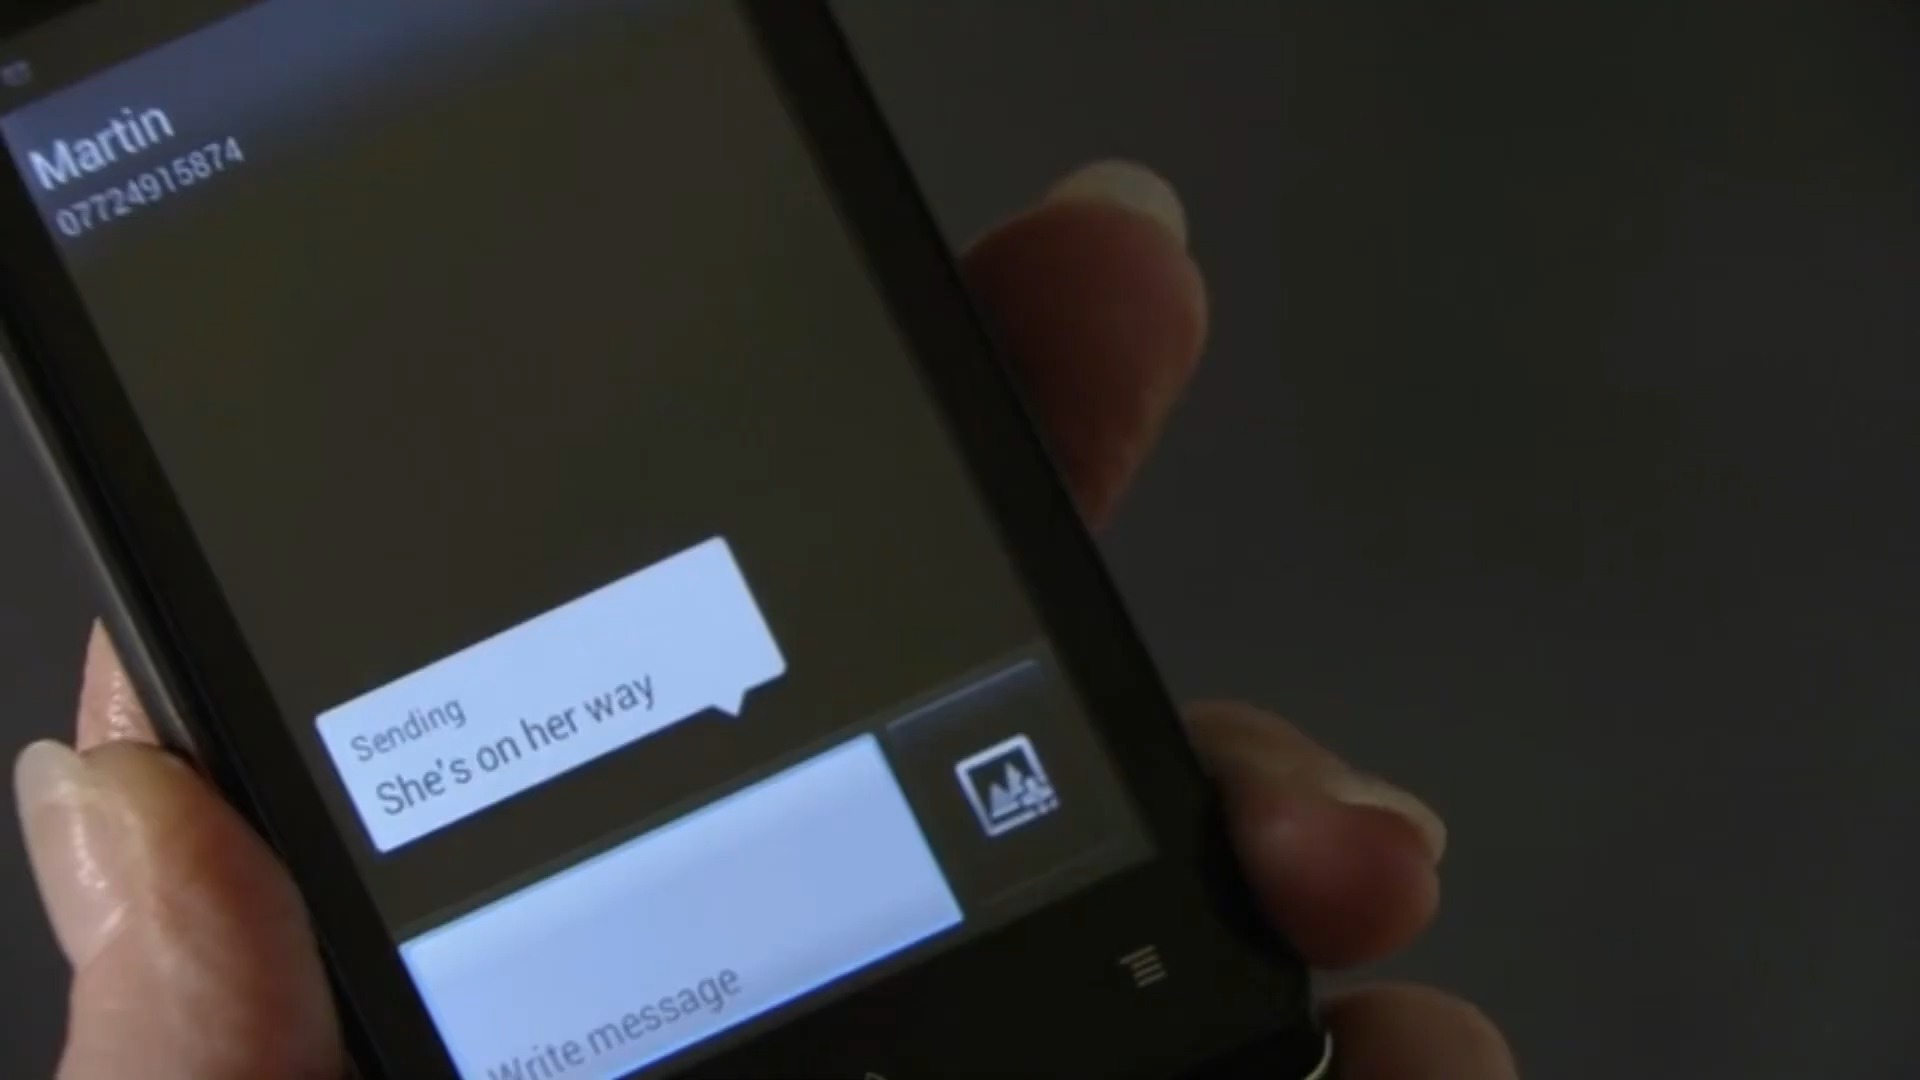 Martin
07724915874
Sending
She's on her way
Write message